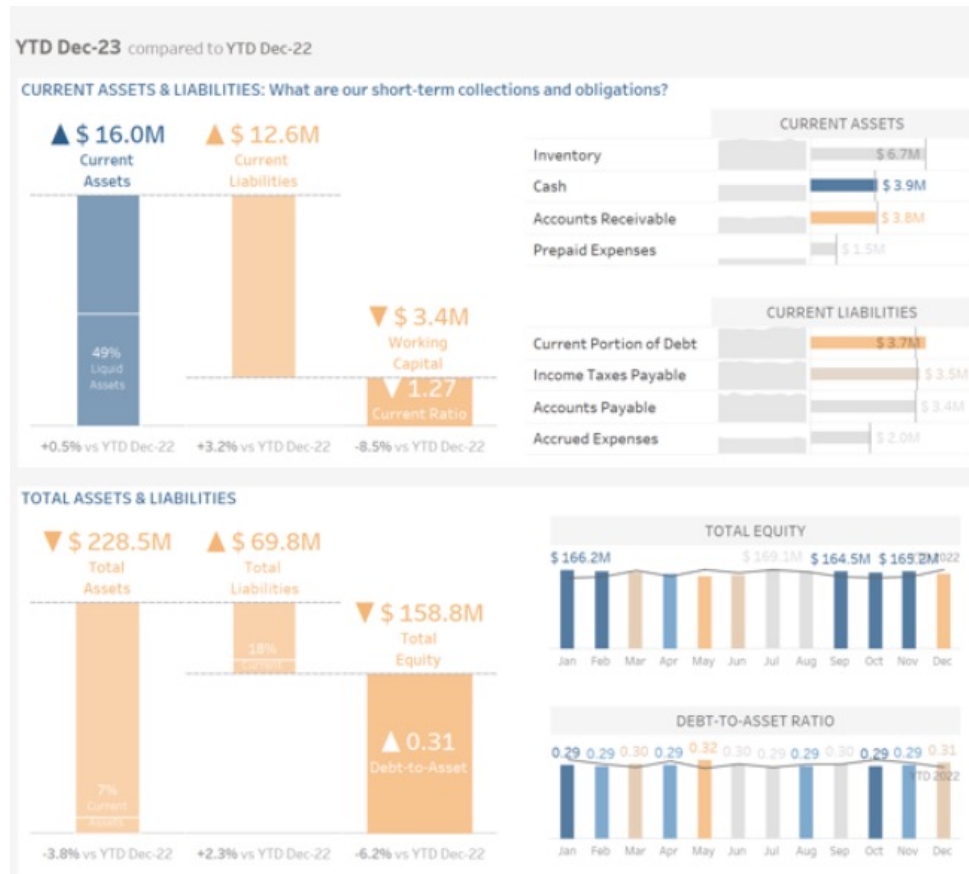 YTD Dec-23 compared to YTD Dec-22
CURRENT ASSETS & LIABILITIES: What are our short-term collections and obligations?
▲ $ 16.0M
Current
Assets
▲ $ 12.6M
Current
Liabilities
49%
Liquid
Assets
▼ $ 3.4M
Working
Capital
▼ 1.27
Current Ratio
+0.5% vs YTD Dec-22
+3.2% vs YTD Dec-22
-8.5% vs YTD Dec-22
CURRENT ASSETS
Inventory $ 6.7M
Cash $ 3.9M
Accounts Receivable $ 3.8M
Prepaid Expenses $ 1.5M
CURRENT LIABILITIES
Current Portion of Debt $ 3.7M
Income Taxes Payable $ 3.5M
Accounts Payable $ 3.4M
Accrued Expenses $ 2.0M
TOTAL ASSETS & LIABILITIES
▼ $ 228.5M
Total
Assets
▲ $ 69.8M
Total
Liabilities
18%
Current
▼ $ 158.8M
Total
Equity
▲ 0.31
Debt-to-Asset
7%
Current
Assets
-3.8% vs YTD Dec-22
+2.3% vs YTD Dec-22
-6.2% vs YTD Dec-22
TOTAL EQUITY
$ 166.2M $ 169.1M $ 164.5M $ 165.2M YTD 2022
Jan Feb Mar Apr May Jun Jul Aug Sep Oct Nov Dec
DEBT-TO-ASSET RATIO
0.29 0.29 0.30 0.29 0.32 0.30 0.29 0.29 0.30 0.29 0.29 0.31
YTD 2022
Jan Feb Mar Apr May Jun Jul Aug Sep Oct Nov Dec